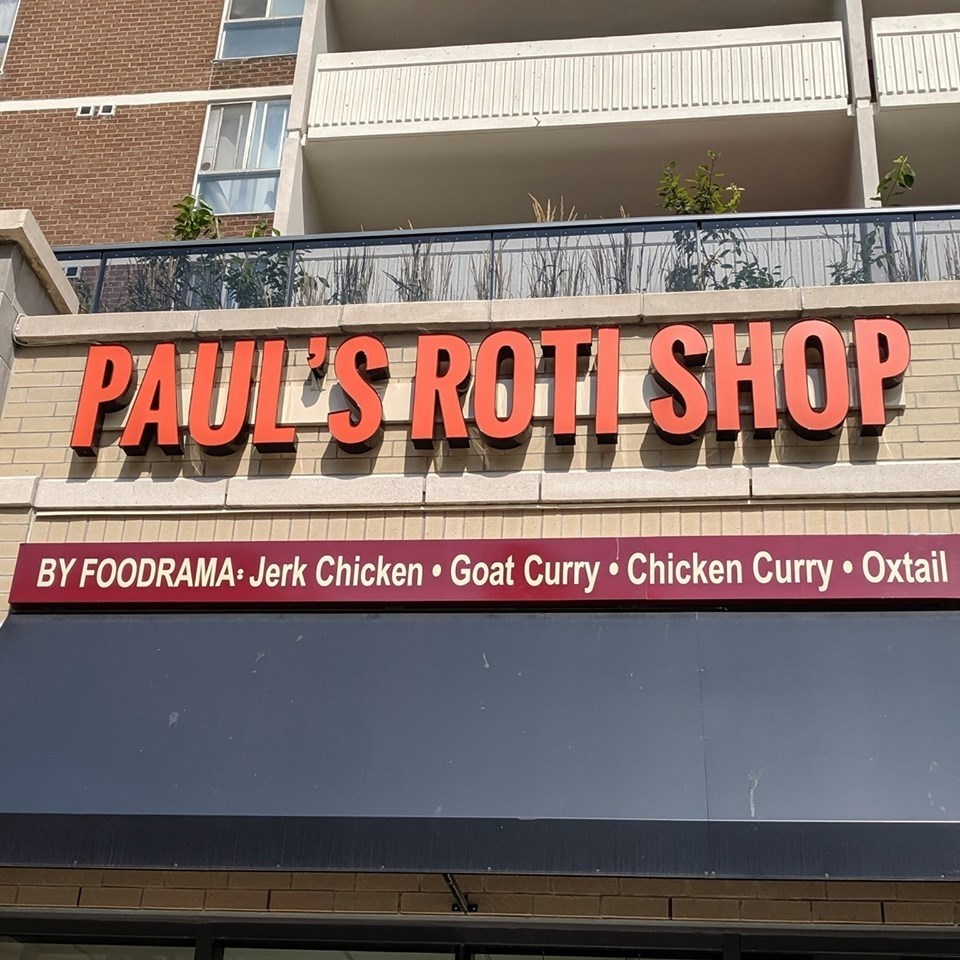 PAUL'S ROTI SHOP
BY FOODRAMA: Jerk Chicken • Goat Curry • Chicken Curry • Oxtail